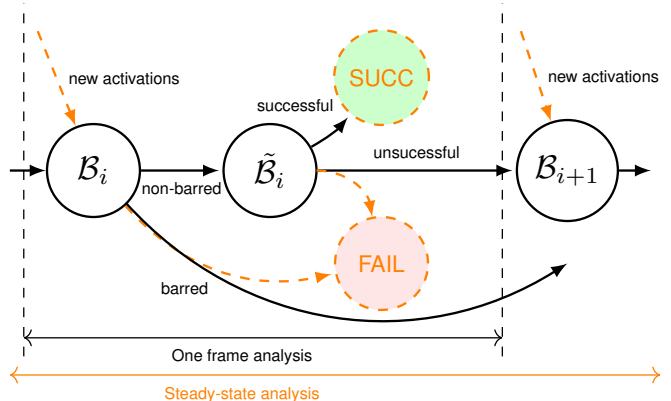 new activations
SUCC
new activations
successful
unsucessful
ℬᵢ
ℬ̃ᵢ
ℬᵢ₊₁
non-barred
FAIL
barred
One frame analysis
Steady-state analysis